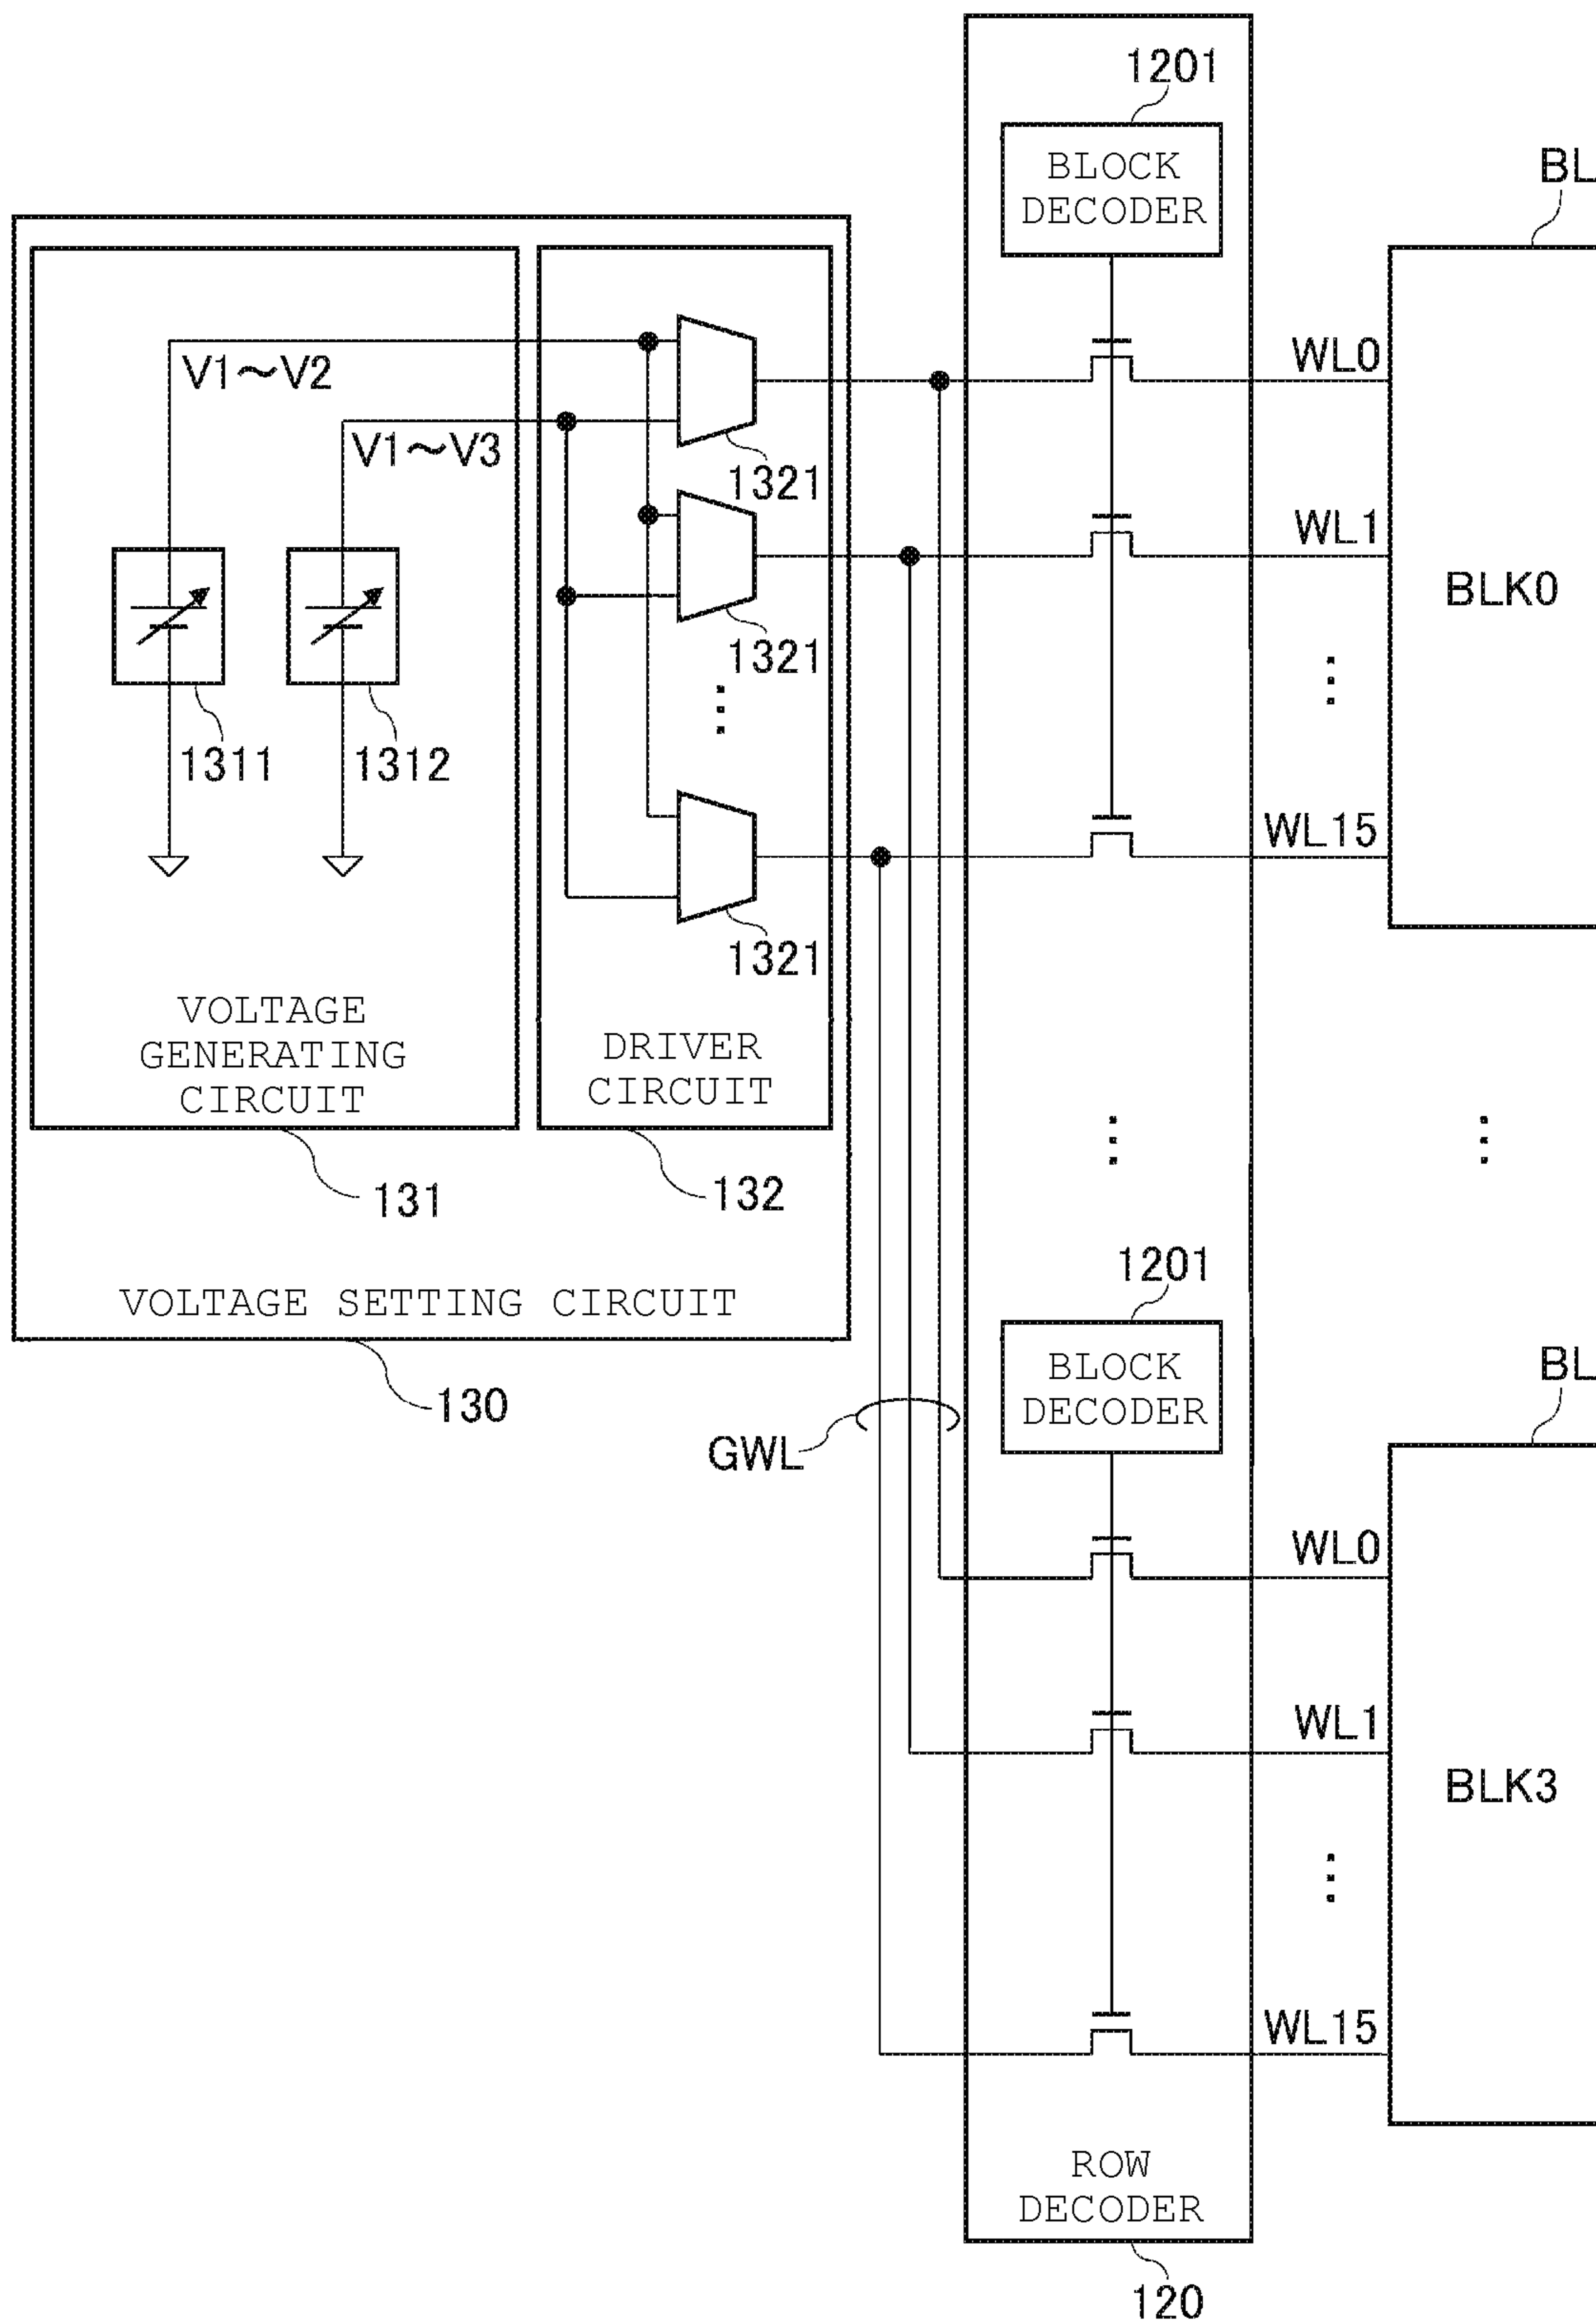 1201
BLOCK
DECODER
BL
V1～V2
WL0
V1～V3
1321
WL1
BLK0
1321
1311
1312
WL15
1321
VOLTAGE
GENERATING
CIRCUIT
DRIVER
CIRCUIT
131
132
1201
VOLTAGE SETTING CIRCUIT
BLOCK
DECODER
BL
130
GWL
WL0
WL1
BLK3
WL15
ROW
DECODER
120